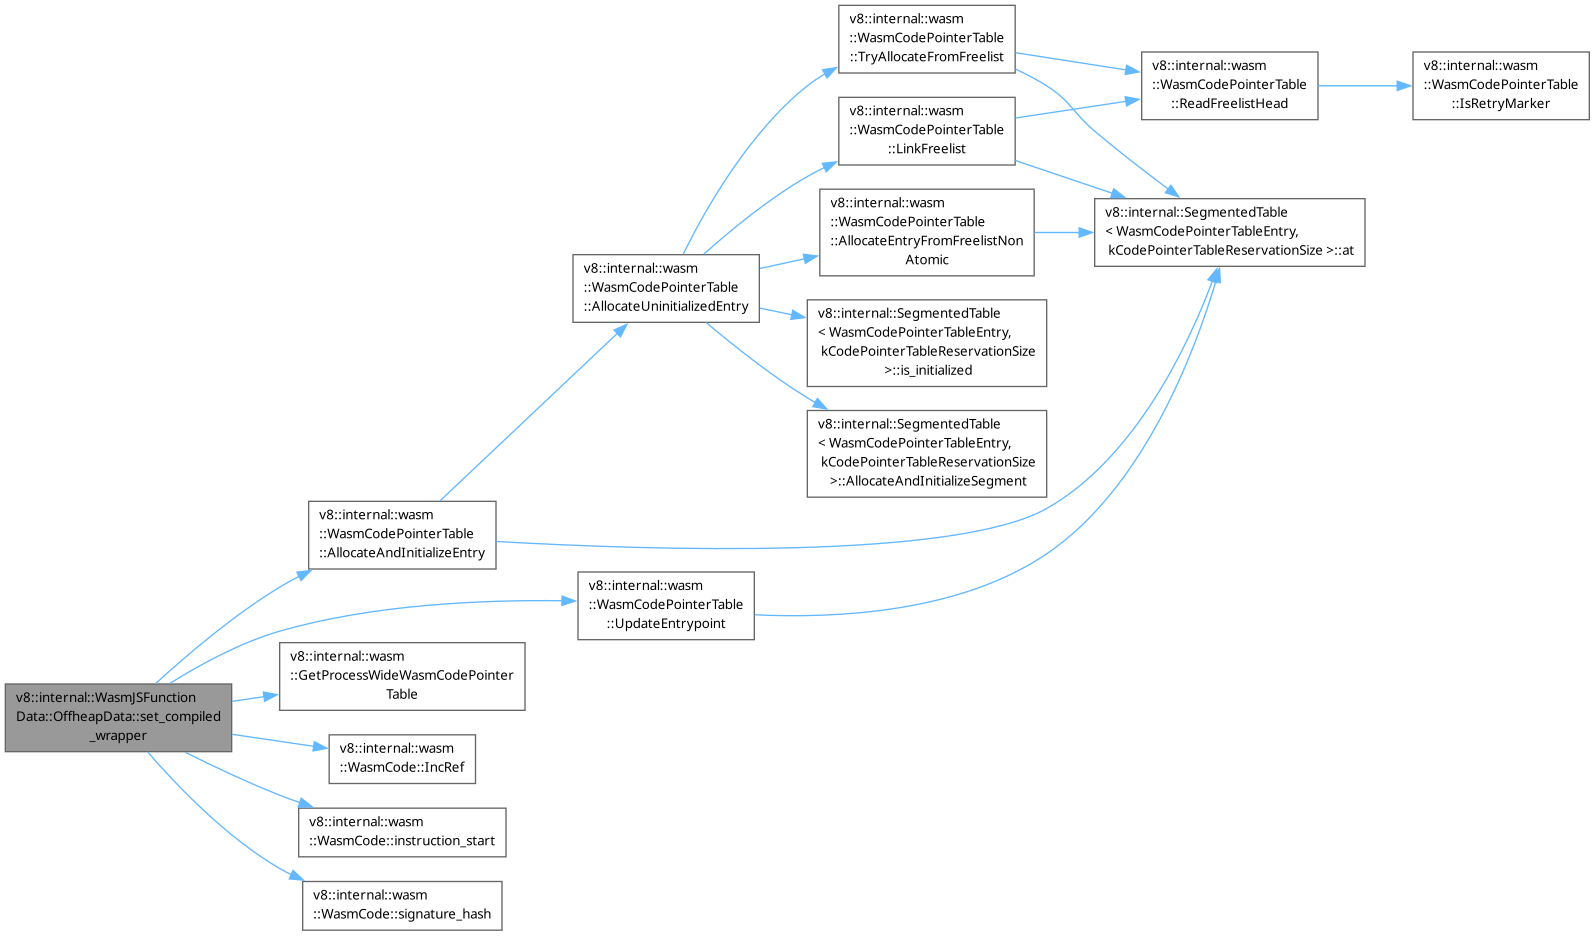 v8::internal::wasm
::WasmCodePointerTable
::TryAllocateFromFreelist
v8::internal::wasm
::WasmCodePointerTable
::ReadFreelistHead
v8::internal::wasm
::WasmCodePointerTable
::IsRetryMarker
v8::internal::wasm
::WasmCodePointerTable
::LinkFreelist
v8::internal::wasm
::WasmCodePointerTable
::AllocateEntryFromFreelistNon
Atomic
v8::internal::SegmentedTable
< WasmCodePointerTableEntry,
kCodePointerTableReservationSize >::at
v8::internal::wasm
::WasmCodePointerTable
::AllocateUninitializedEntry
v8::internal::SegmentedTable
< WasmCodePointerTableEntry,
kCodePointerTableReservationSize
>::is_initialized
v8::internal::SegmentedTable
< WasmCodePointerTableEntry,
kCodePointerTableReservationSize
>::AllocateAndInitializeSegment
v8::internal::wasm
::WasmCodePointerTable
::AllocateAndInitializeEntry
v8::internal::wasm
::WasmCodePointerTable
::UpdateEntrypoint
v8::internal::wasm
::GetProcessWideWasmCodePointer
Table
v8::internal::WasmJSFunction
Data::OffheapData::set_compiled
_wrapper
v8::internal::wasm
::WasmCode::IncRef
v8::internal::wasm
::WasmCode::instruction_start
v8::internal::wasm
::WasmCode::signature_hash